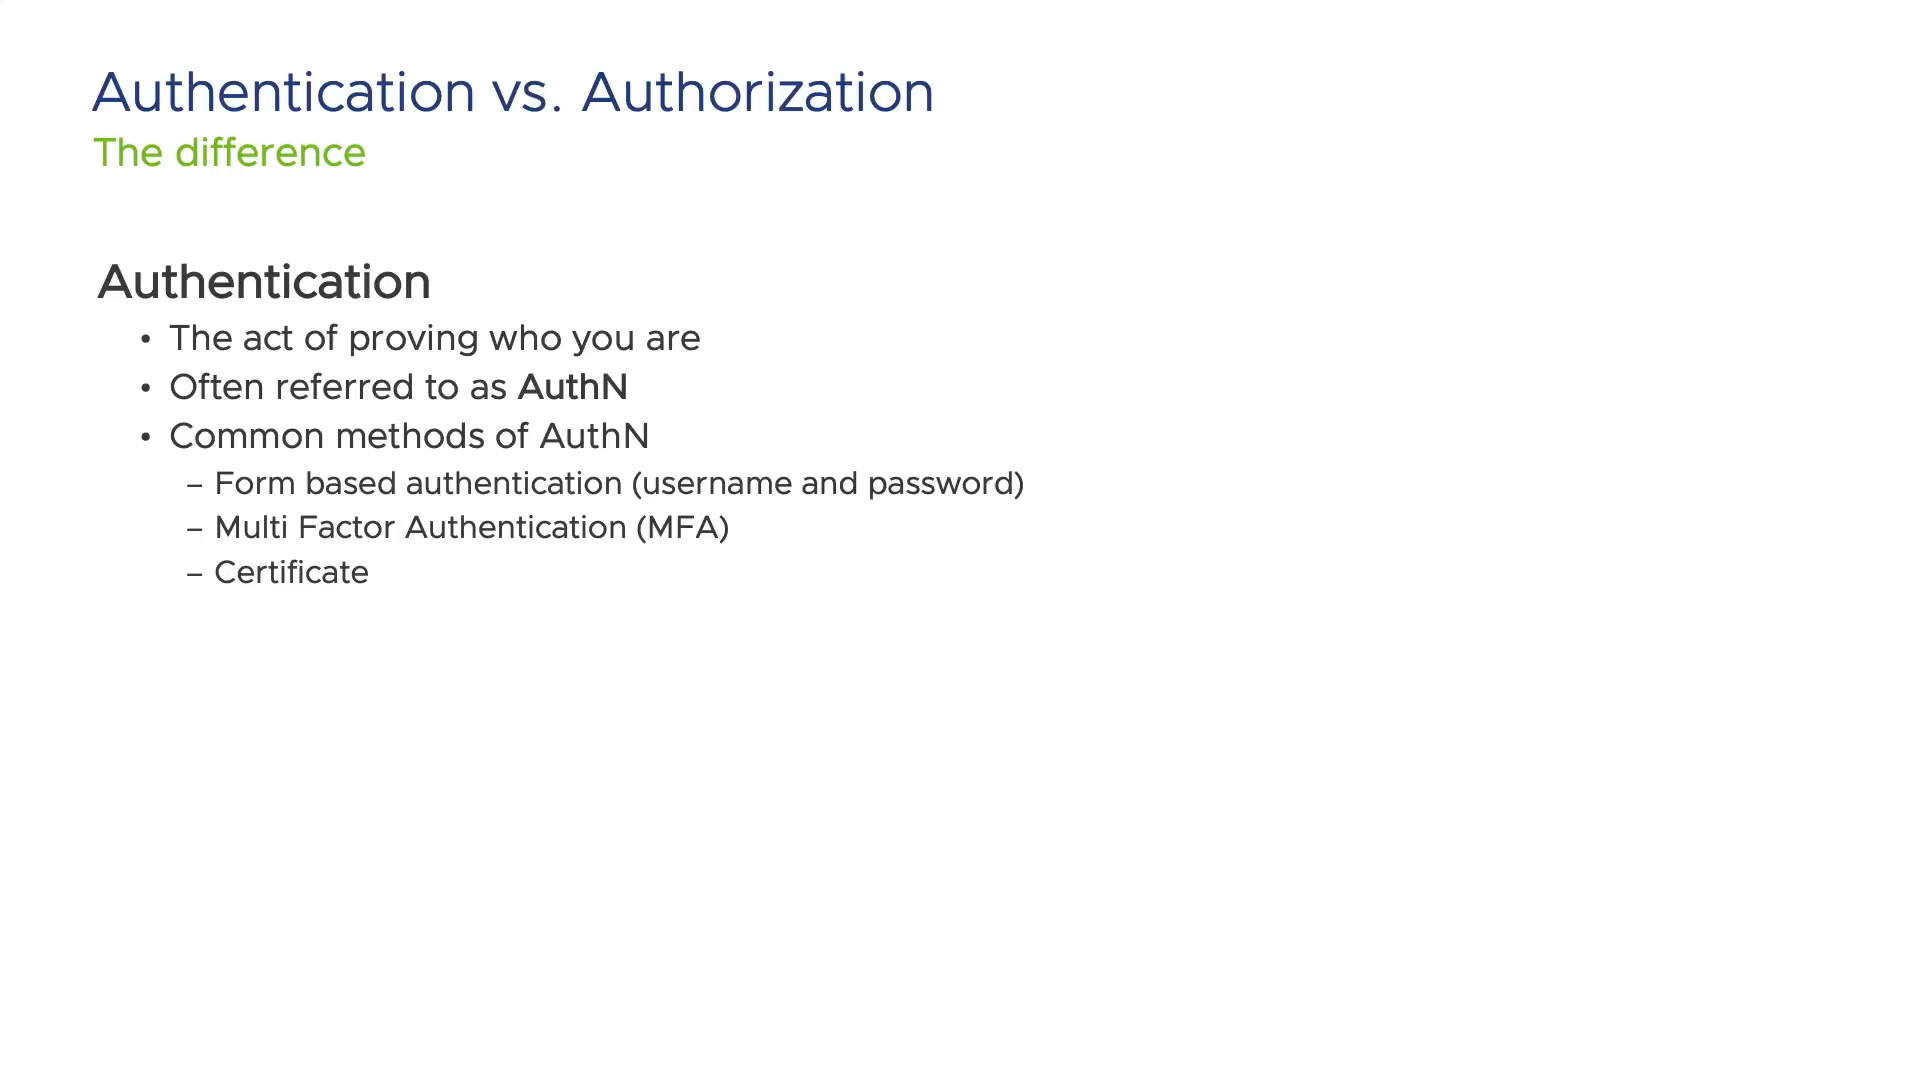 Authentication vs. Authorization
The difference
Authentication
• The act of proving who you are
• Often referred to as AuthN
• Common methods of AuthN
– Form based authentication (username and password)
– Multi Factor Authentication (MFA)
– Certificate